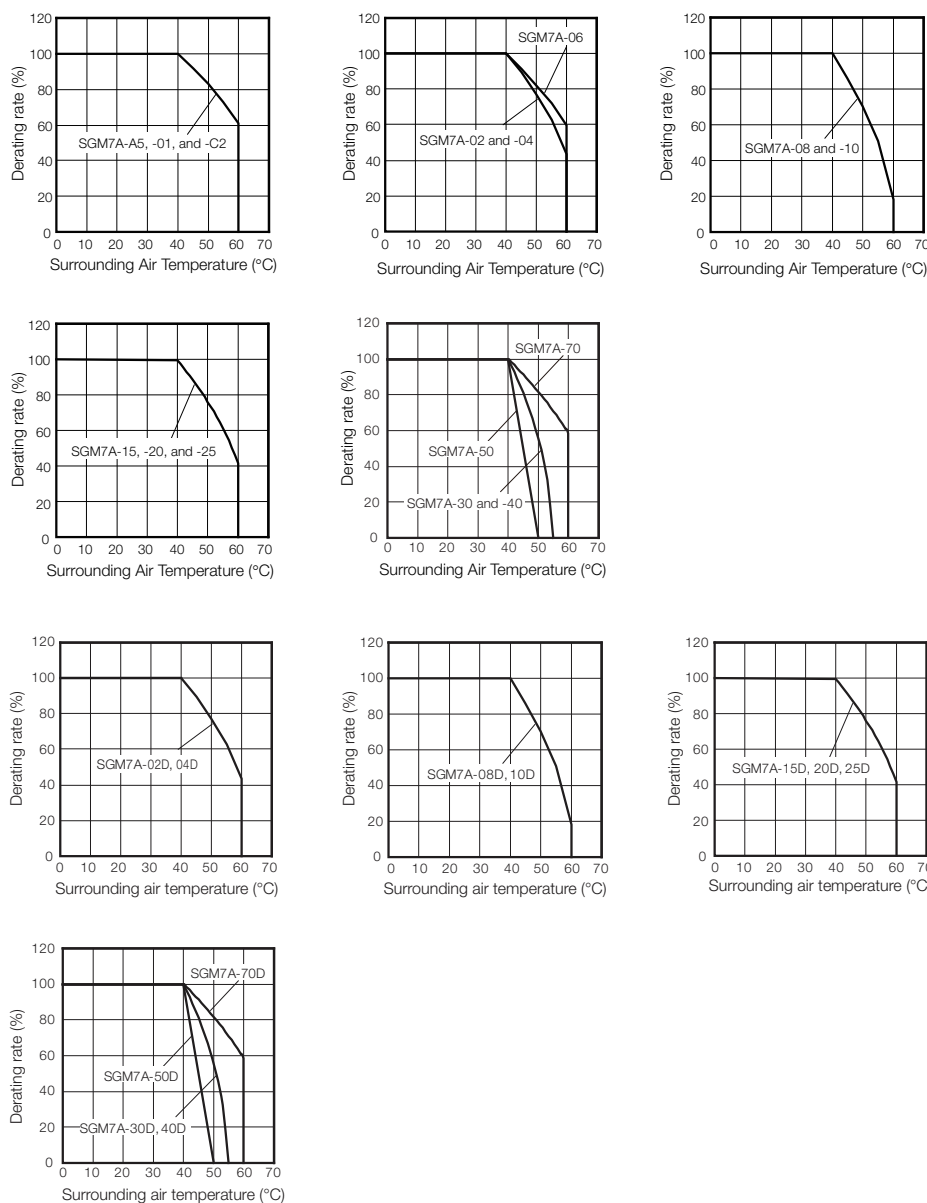 120
100
80
60
40
20
0
Derating rate (%)
SGM7A-A5, -01, and -C2
0 10 20 30 40 50 60 70
Surrounding Air Temperature (°C)
120
100
80
60
40
20
0
Derating rate (%)
SGM7A-06
SGM7A-02 and -04
0 10 20 30 40 50 60 70
Surrounding Air Temperature (°C)
120
100
80
60
40
20
0
Derating rate (%)
SGM7A-08 and -10
0 10 20 30 40 50 60 70
Surrounding Air Temperature (°C)
120
100
80
60
40
20
0
Derating rate (%)
SGM7A-15, -20, and -25
0 10 20 30 40 50 60 70
Surrounding Air Temperature (°C)
120
100
80
60
40
20
0
Derating rate (%)
SGM7A-70
SGM7A-50
SGM7A-30 and -40
0 10 20 30 40 50 60 70
Surrounding Air Temperature (°C)
120
100
80
60
40
20
0
Derating rate (%)
SGM7A-02D, 04D
0 10 20 30 40 50 60 70
Surrounding air temperature (°C)
120
100
80
60
40
20
0
Derating rate (%)
SGM7A-08D, 10D
0 10 20 30 40 50 60 70
Surrounding air temperature (°C)
120
100
80
60
40
20
0
Derating rate (%)
SGM7A-15D, 20D, 25D
0 10 20 30 40 50 60 70
Surrounding air temperature (°C)
120
100
80
60
40
20
0
Derating rate (%)
SGM7A-70D
SGM7A-50D
SGM7A-30D, 40D
0 10 20 30 40 50 60 70
Surrounding air temperature (°C)